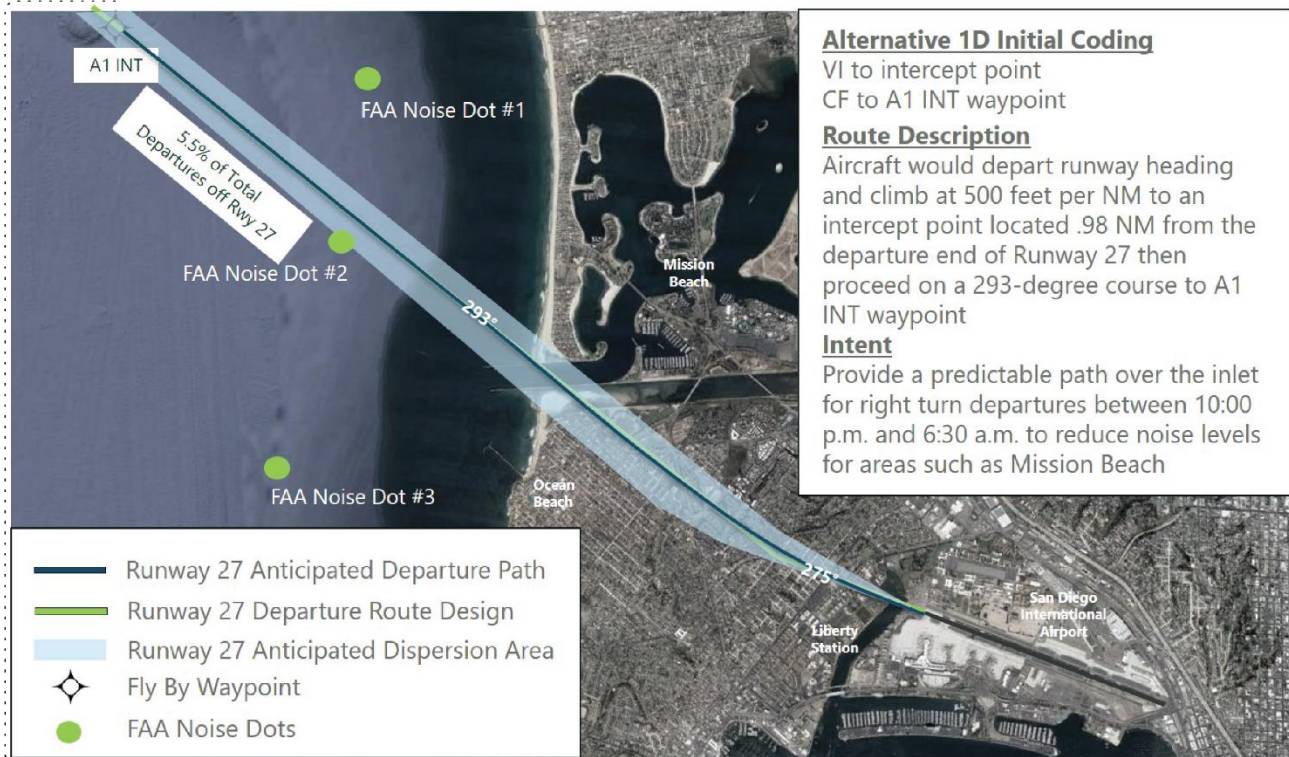 A1 INT
5.5% of Total
Departures off Rwy 27
FAA Noise Dot #1
FAA Noise Dot #2
FAA Noise Dot #3
293°
275°
Mission
Beach
Ocean
Beach
Liberty
Station
San Diego
International
Airport
Alternative 1D Initial Coding
VI to intercept point
CF to A1 INT waypoint
Route Description
Aircraft would depart runway heading
and climb at 500 feet per NM to an
intercept point located .98 NM from the
departure end of Runway 27 then
proceed on a 293-degree course to A1
INT waypoint
Intent
Provide a predictable path over the inlet
for right turn departures between 10:00
p.m. and 6:30 a.m. to reduce noise levels
for areas such as Mission Beach
Runway 27 Anticipated Departure Path
Runway 27 Departure Route Design
Runway 27 Anticipated Dispersion Area
Fly By Waypoint
FAA Noise Dots